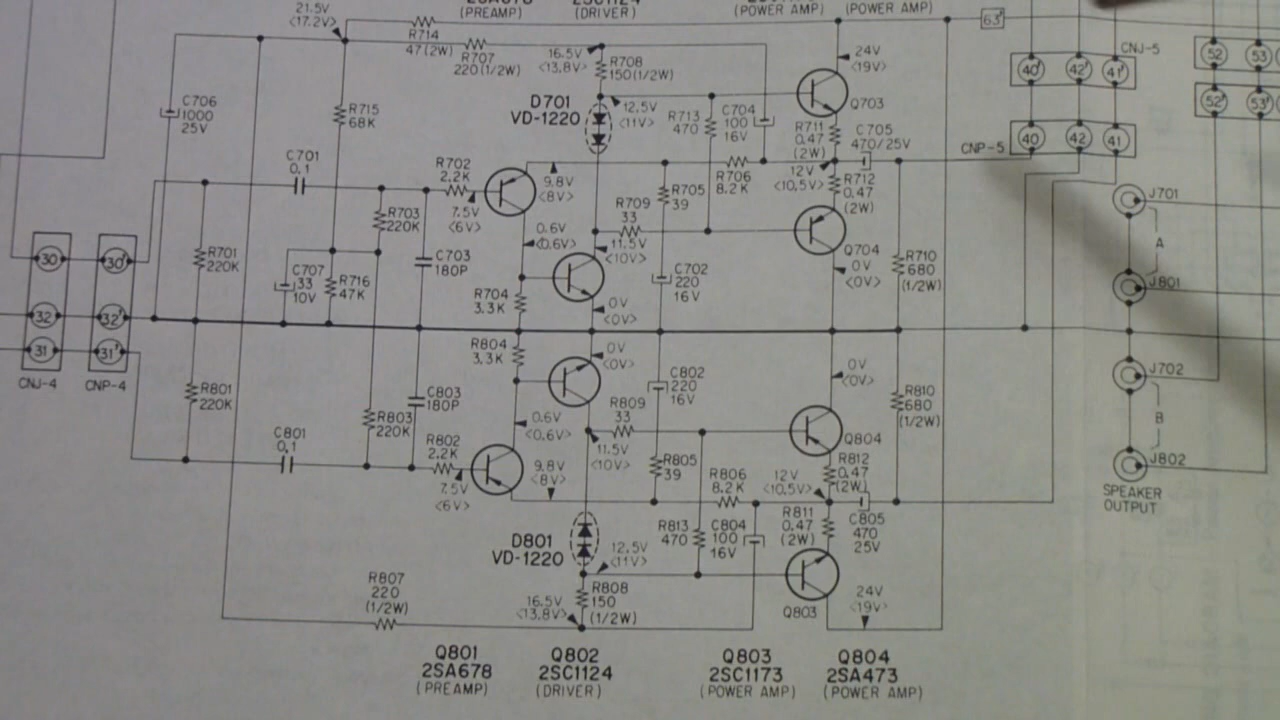 21.5V
<17.2V>
(PREAMP)
(DRIVER)
(POWER AMP)
(POWER AMP)
63'
R714
47(2W)
R707
220(1/2W)
16.5V
<13.8V>
R708
150(1/2W)
24V
<19V>
CNJ-5
40' 42' 41'
52 53
52' 53'
C706
1000
25V
R715
68K
D701
VD-1220
12.5V
<11V>
R713
470
C704
100
16V
Q703
R711
0.47
(2W)
C705
470/25V
CNP-5
40 42 41
C701
0.1
R702
2.2K
9.8V
<8V>
R706
8.2K
12V
<10.5V>
R712
0.47
(2W)
J701
R703
220K
7.5V
<6V>
R705
39
R709
33
0.6V
<0.6V>
11.5V
<10V>
Q704
A
30 30'
R701
220K
C707
33
10V
R716
47K
C703
180P
C702
220
16V
0V
<0V>
R710
680
(1/2W)
J801
R704
3.3K
0V
<0V>
32 32'
31 31'
CNJ-4 CNP-4
R804
3.3K
0V
<0V>
C802
220
16V
0V
<0V>
J702
R801
220K
C803
180P
R809
33
R810
680
(1/2W)
B
R803
220K
0.6V
<0.6V>
Q804
C801
0.1
R802
2.2K
11.5V
<10V>
9.8V
<8V>
R805
39
R806
8.2K
12V
<10.5V>
R812
0.47
(2W)
J802
7.5V
<6V>
SPEAKER
OUTPUT
D801
VD-1220
R813
470
C804
100
16V
R811
0.47
(2W)
C805
470
25V
12.5V
<11V>
R807
220
(1/2W)
R808
150
(1/2W)
16.5V
<13.8V>
Q803
24V
<19V>
Q801
2SA678
(PREAMP)
Q802
2SC1124
(DRIVER)
Q803
2SC1173
(POWER AMP)
Q804
2SA473
(POWER AMP)